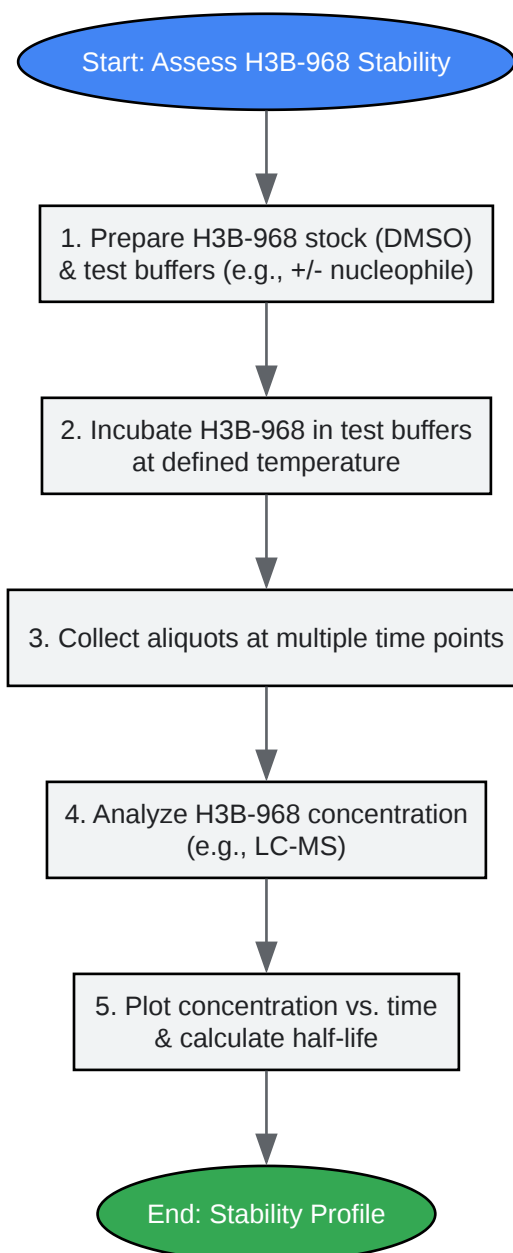 Start: Assess H3B-968 Stability
1. Prepare H3B-968 stock (DMSO)
& test buffers (e.g., +/- nucleophile)
2. Incubate H3B-968 in test buffers
at defined temperature
3. Collect aliquots at multiple time points
4. Analyze H3B-968 concentration
(e.g., LC-MS)
5. Plot concentration vs. time
& calculate half-life
End: Stability Profile